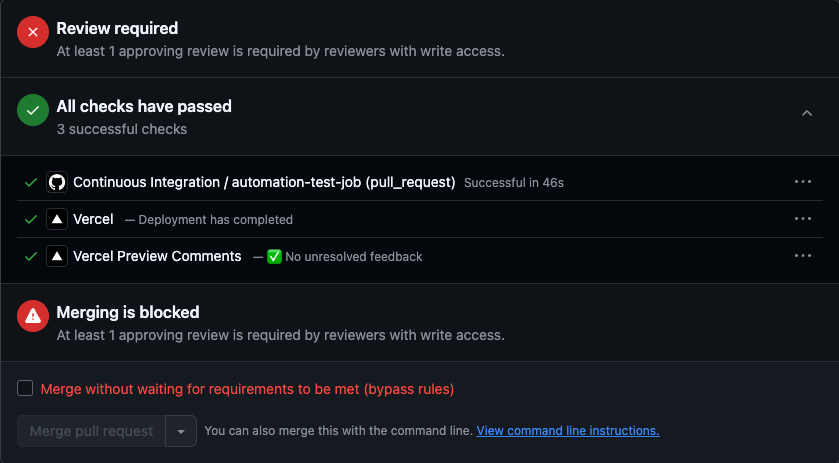 Review required
At least 1 approving review is required by reviewers with write access.
All checks have passed
3 successful checks
Continuous Integration / automation-test-job (pull_request) Successful in 46s
Vercel — Deployment has completed
Vercel Preview Comments — ✅ No unresolved feedback
Merging is blocked
At least 1 approving review is required by reviewers with write access.
Merge without waiting for requirements to be met (bypass rules)
Merge pull request You can also merge this with the command line. View command line instructions.